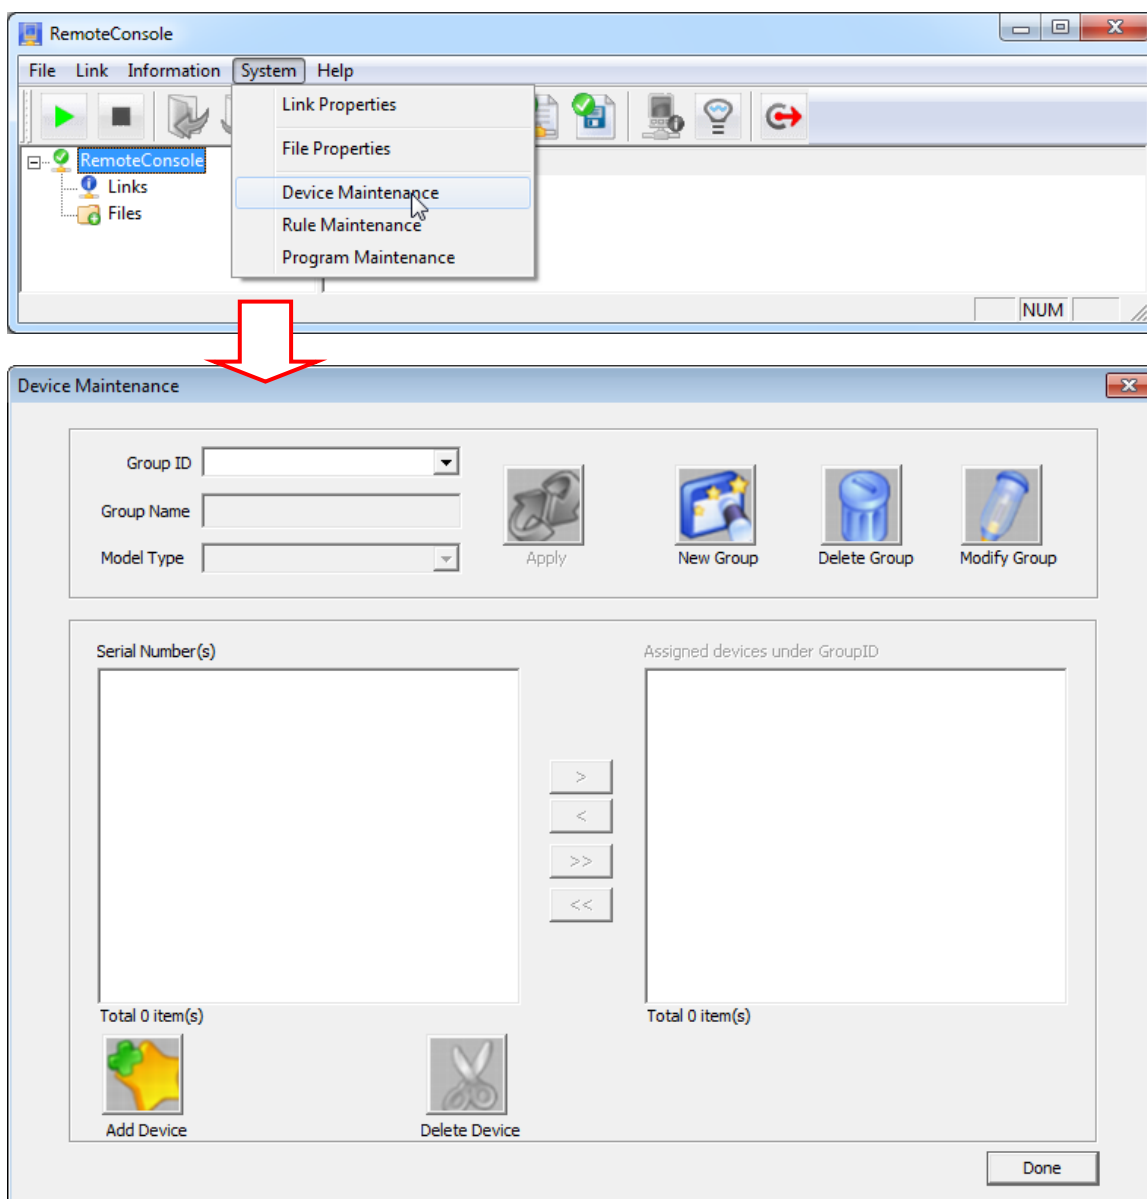 RemoteConsole
File Link Information System Help
Link Properties
File Properties
Device Maintenance
Rule Maintenance
Program Maintenance
RemoteConsole
Links
Files
NUM
Device Maintenance
Group ID
Group Name
Model Type
Apply
New Group
Delete Group
Modify Group
Serial Number(s)
Assigned devices under GroupID
>
<
>>
<<
Total 0 item(s)
Total 0 item(s)
Add Device
Delete Device
Done